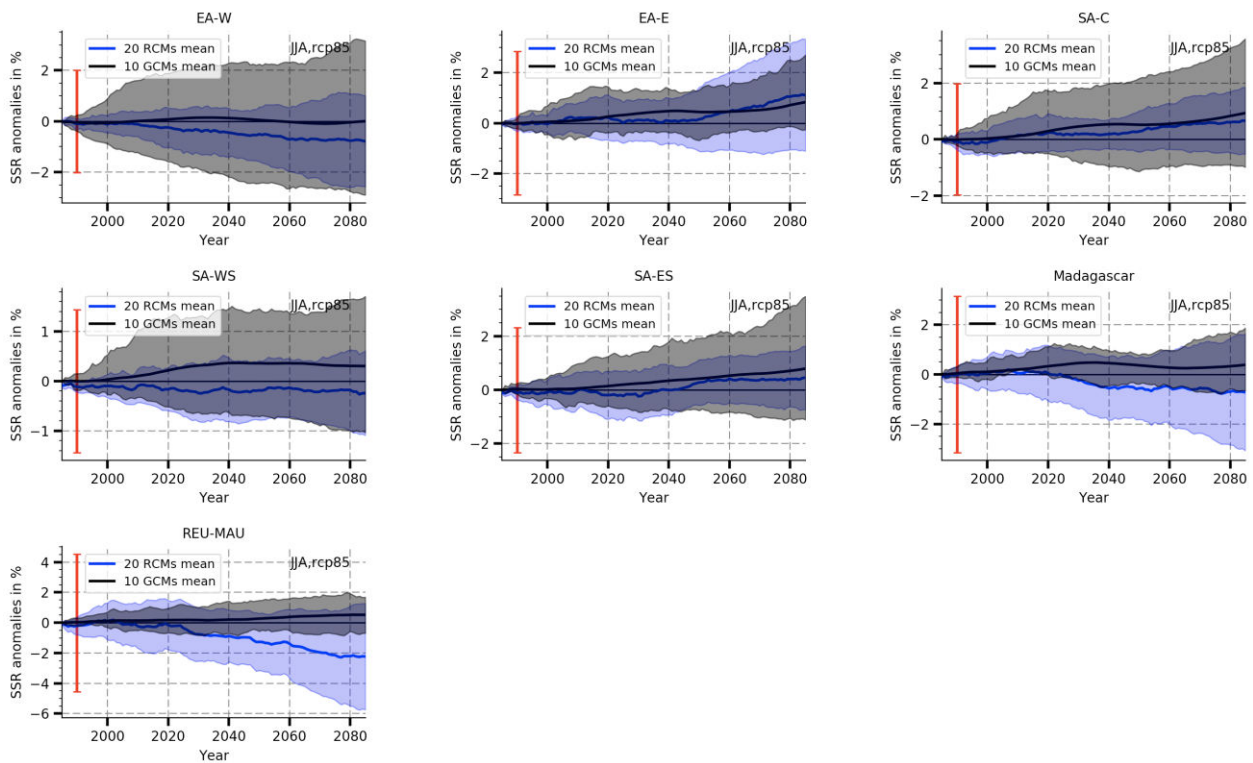 EA-W
SSR anomalies in %
2
0
−2
20 RCMs mean
10 GCMs mean
JJA,rcp85
2000 2020 2040 2060 2080
Year
EA-E
SSR anomalies in %
2
0
−2
20 RCMs mean
10 GCMs mean
JJA,rcp85
2000 2020 2040 2060 2080
Year
SA-C
SSR anomalies in %
2
0
−2
20 RCMs mean
10 GCMs mean
JJA,rcp85
2000 2020 2040 2060 2080
Year
SA-WS
SSR anomalies in %
1
0
−1
20 RCMs mean
10 GCMs mean
JJA,rcp85
2000 2020 2040 2060 2080
Year
SA-ES
SSR anomalies in %
2
0
−2
20 RCMs mean
10 GCMs mean
JJA,rcp85
2000 2020 2040 2060 2080
Year
Madagascar
SSR anomalies in %
2
0
−2
20 RCMs mean
10 GCMs mean
JJA,rcp85
2000 2020 2040 2060 2080
Year
REU-MAU
SSR anomalies in %
4
2
0
−2
−4
−6
20 RCMs mean
10 GCMs mean
JJA,rcp85
2000 2020 2040 2060 2080
Year